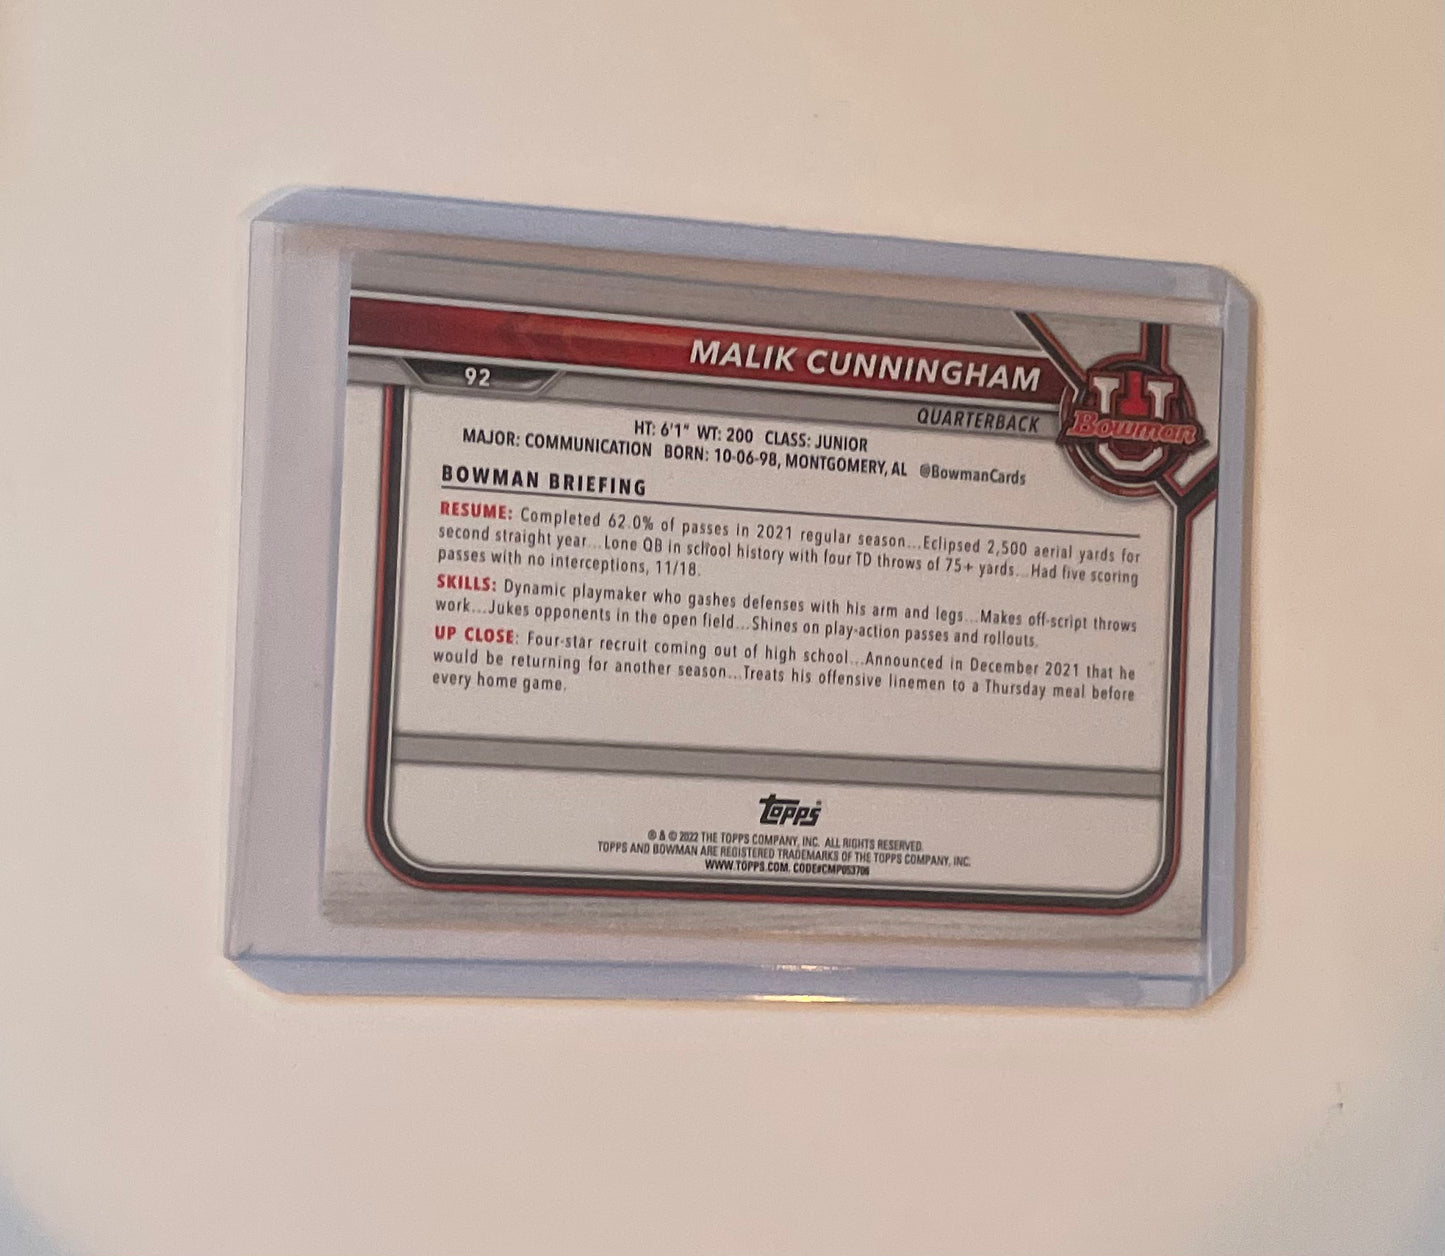 MALIK CUNNINGHAM
92
QUARTERBACK
U
Bowman
HT: 6'1" WT: 200 CLASS: JUNIOR
MAJOR: COMMUNICATION BORN: 10-06-98, MONTGOMERY, AL @BowmanCards
BOWMAN BRIEFING
RESUME: Completed 62.0% of passes in 2021 regular season...Eclipsed 2,500 aerial yards for
second straight year...Lone QB in school history with four TD throws of 75+ yards...Had five scoring
passes with no interceptions, 11/18.
SKILLS: Dynamic playmaker who gashes defenses with his arm and legs...Makes off-script throws
work...Jukes opponents in the open field...Shines on play-action passes and rollouts.
UP CLOSE: Four-star recruit coming out of high school...Announced in December 2021 that he
would be returning for another season...Treats his offensive linemen to a Thursday meal before
every home game.
topps®
® & © 2022 THE TOPPS COMPANY, INC. ALL RIGHTS RESERVED.
TOPPS AND BOWMAN ARE REGISTERED TRADEMARKS OF THE TOPPS COMPANY, INC.
WWW.TOPPS.COM. CODE#CMP053706